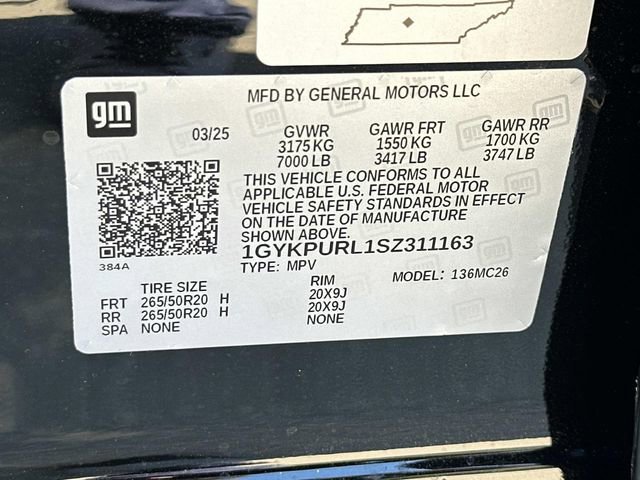 gm
MFD BY GENERAL MOTORS LLC
03/25
GVWR GAWR FRT GAWR RR
3175 KG 1550 KG 1700 KG
7000 LB 3417 LB 3747 LB
THIS VEHICLE CONFORMS TO ALL
APPLICABLE U.S. FEDERAL MOTOR
VEHICLE SAFETY STANDARDS IN EFFECT
ON THE DATE OF MANUFACTURE
SHOWN ABOVE.
1GYKPURL1SZ311163
384A
TYPE: MPV MODEL: 136MC26
TIRE SIZE RIM
FRT 265/50R20 H 20X9J
RR 265/50R20 H 20X9J
SPA NONE NONE